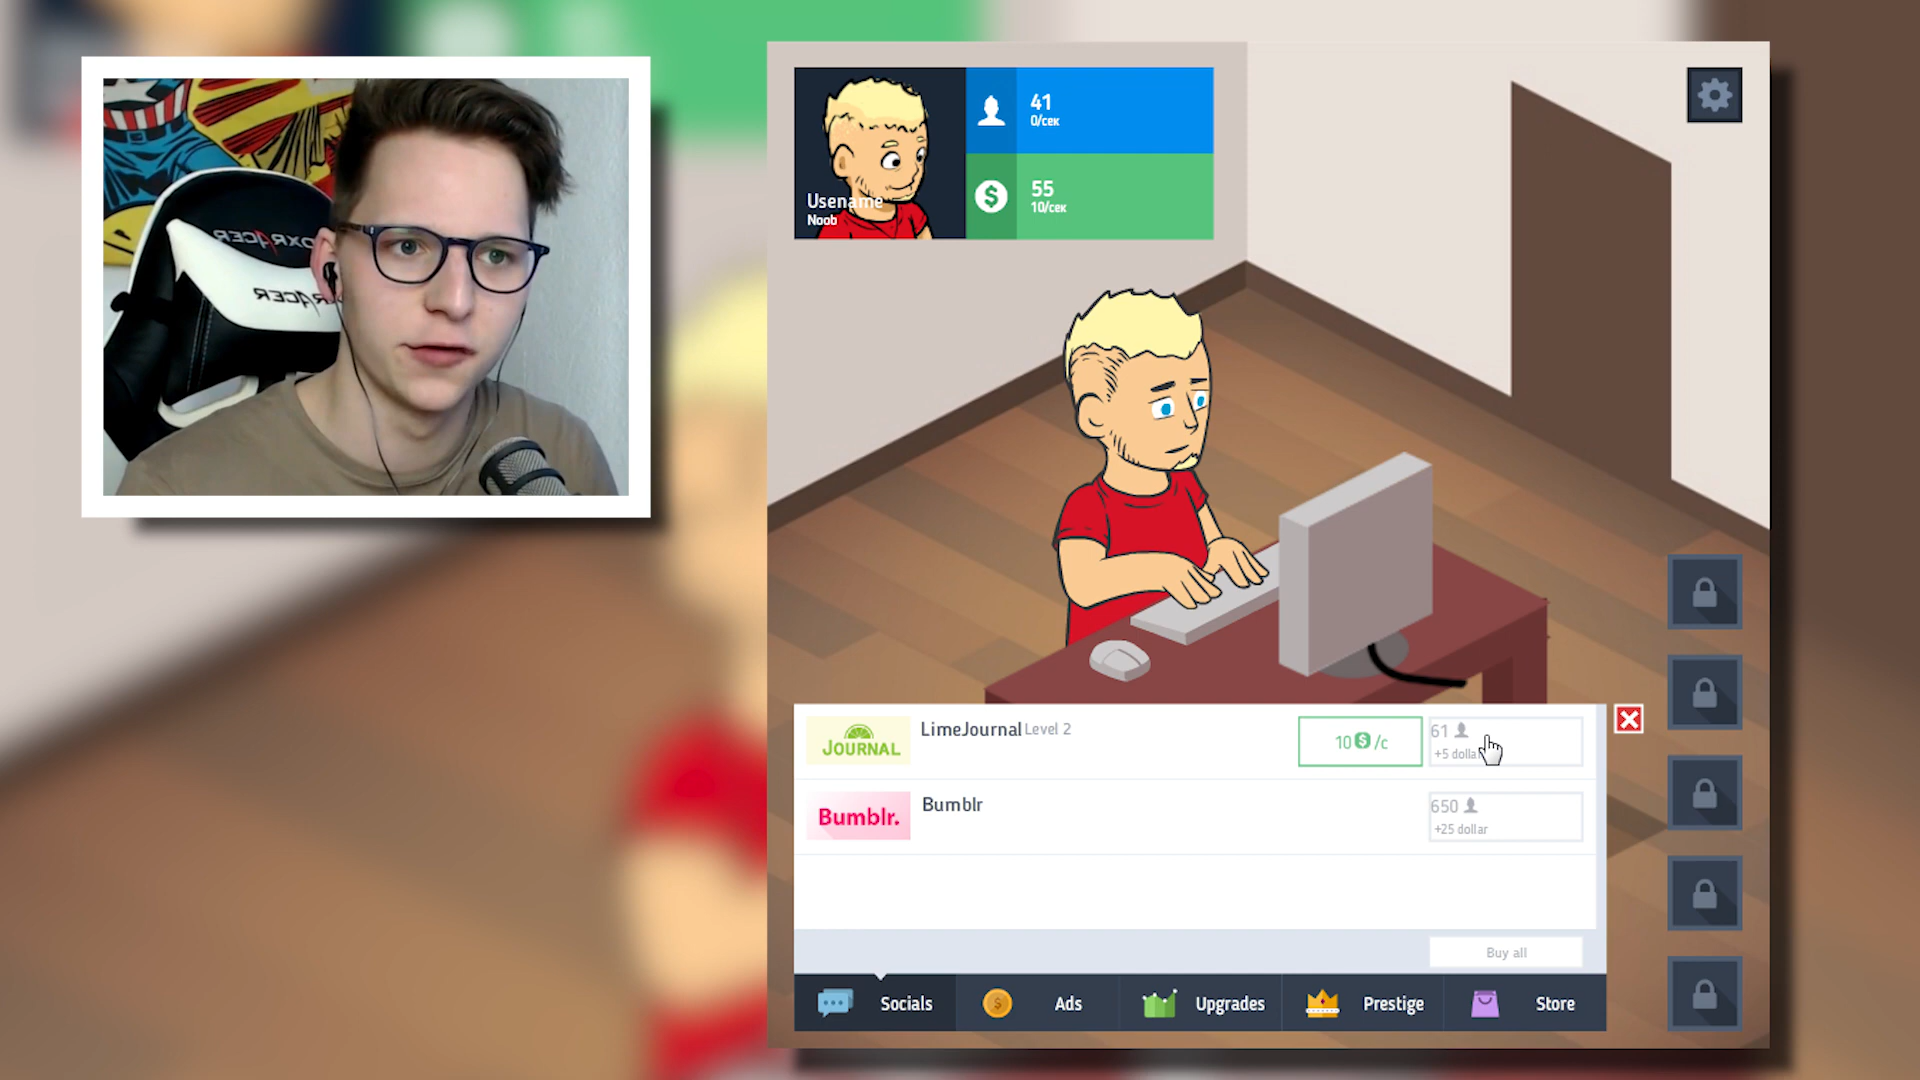 41
0/сек
55
10/сек
Usename
Noob
JOURNAL
LimeJournal Level 2
10 $ /c
61
+5 dolla
Bumblr.
Bumblr
650
+25 dollar
Buy all
Socials
Ads
Upgrades
Prestige
Store